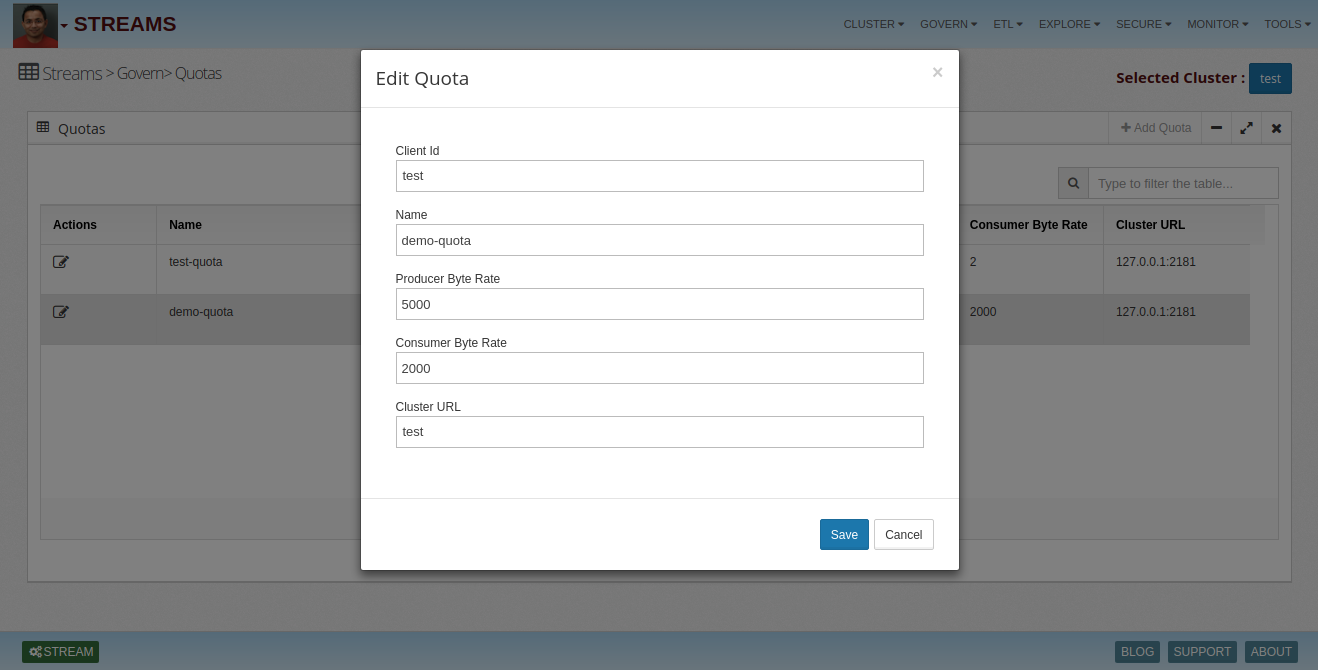 STREAMS CLUSTER GOVERN ETL EXPLORE SECURE MONITOR TOOLS
Streams > Govern> Quotas
Selected Cluster : test
Quotas
Add Quota
Type to filter the table...
Actions Name Consumer Byte Rate Cluster URL
test-quota 2 127.0.0.1:2181
demo-quota 2000 127.0.0.1:2181
Edit Quota ×
Client Id
test
Name
demo-quota
Producer Byte Rate
5000
Consumer Byte Rate
2000
Cluster URL
test
Save Cancel
STREAM BLOG SUPPORT ABOUT